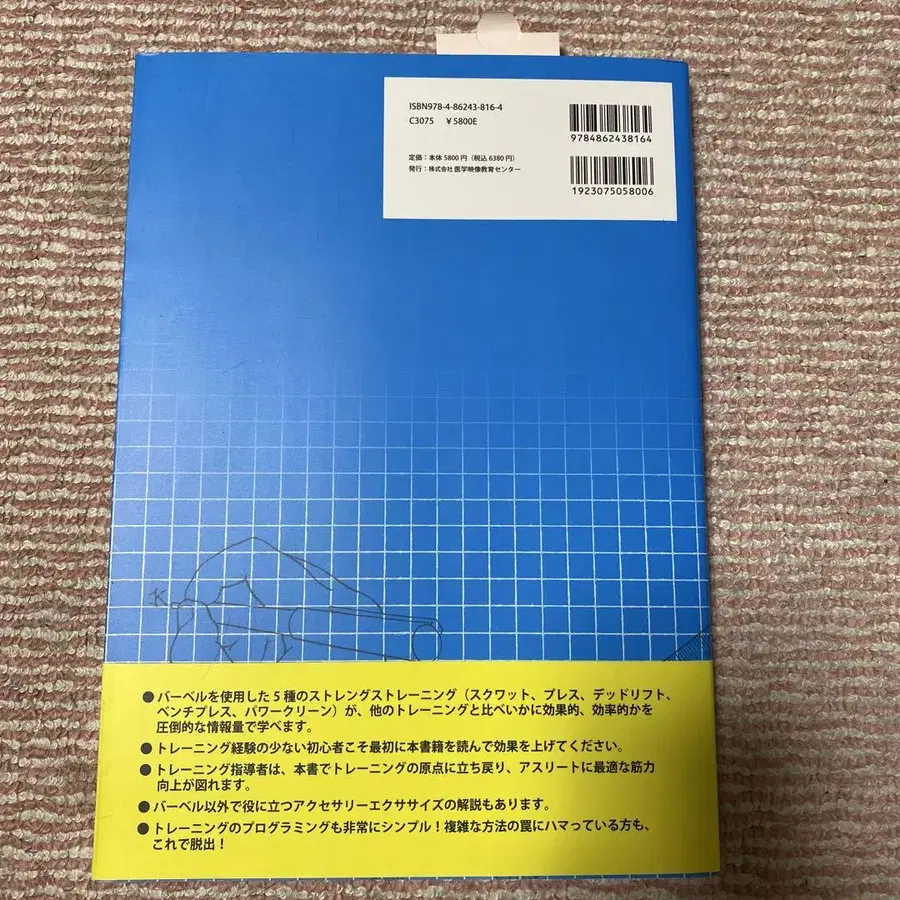 ISBN978-4-86243-816-4
C3075 ￥5800E
9784862438164
定価：本体 5800 円（税込 6380 円）
発行：株式会社 医学映像教育センター
1923075058006
●バーベルを使用した 5 種のストレングストレーニング（スクワット、プレス、デッドリフト、
ベンチプレス、パワークリーン）が、他のトレーニングと比べいかに効果的、効率的かを
圧倒的な情報量で学べます。
●トレーニング経験の少ない初心者こそ最初に本書籍を読んで効果を上げてください。
●トレーニング指導者は、本書でトレーニングの原点に立ち戻り、アスリートに最適な筋力
向上が図れます。
●バーベル以外で役に立つアクセサリーエクササイズの解説もあります。
●トレーニングのプログラミングも非常にシンプル！複雑な方法の罠にハマっている方も、
これで脱出！